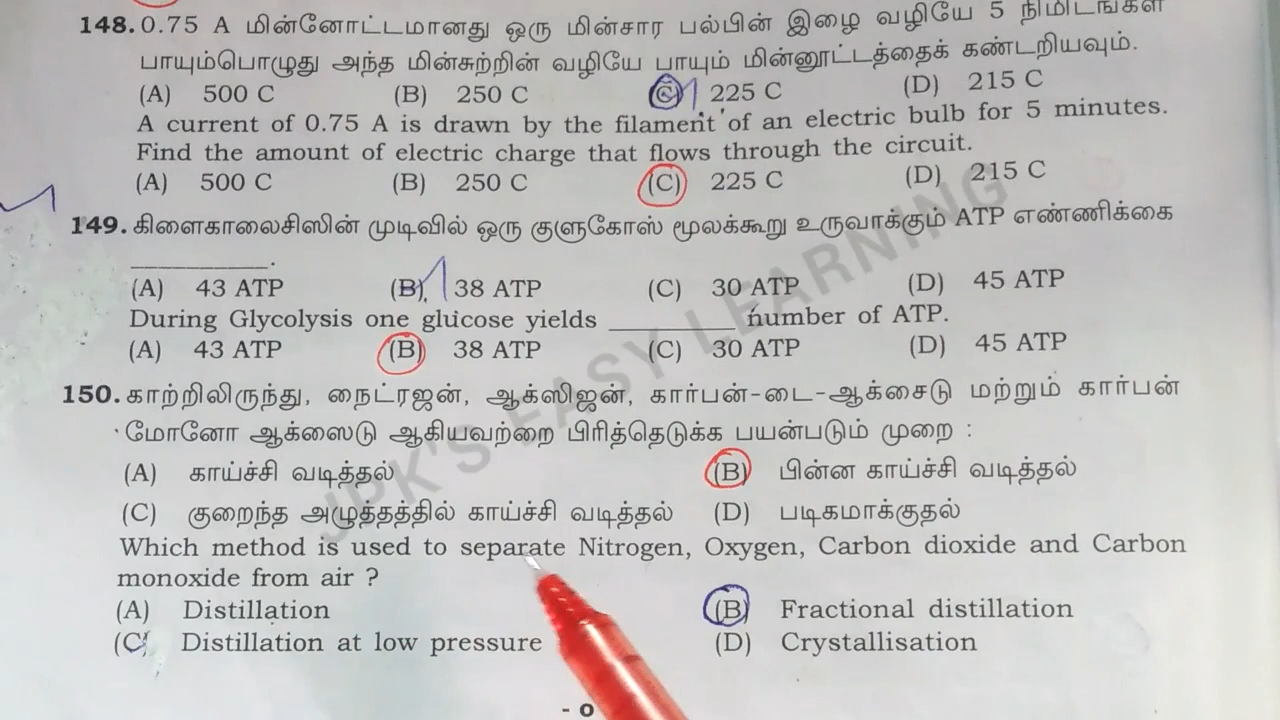 148. 0.75 A மின்னோட்டமானது ஒரு மின்சார பல்பின் இழை வழியே 5 நிமிடங்கள்
பாயும்பொழுது அந்த மின்சுற்றின் வழியே பாயும் மின்னூட்டத்தைக் கண்டறியவும்.
(A) 500 C (B) 250 C (C) 225 C (D) 215 C
A current of 0.75 A is drawn by the filament of an electric bulb for 5 minutes.
Find the amount of electric charge that flows through the circuit.
(A) 500 C (B) 250 C (C) 225 C (D) 215 C
149. கிளைகாலைசிஸின் முடிவில் ஒரு குளுகோஸ் மூலக்கூறு உருவாக்கும் ATP எண்ணிக்கை
__________.
(A) 43 ATP (B) 38 ATP (C) 30 ATP (D) 45 ATP
During Glycolysis one glucose yields __________ number of ATP.
(A) 43 ATP (B) 38 ATP (C) 30 ATP (D) 45 ATP
150. காற்றிலிருந்து, நைட்ரஜன், ஆக்ஸிஜன், கார்பன்-டை-ஆக்சைடு மற்றும் கார்பன்
மோனோ ஆக்ஸைடு ஆகியவற்றை பிரித்தெடுக்க பயன்படும் முறை :
(A) காய்ச்சி வடித்தல் (B) பின்ன காய்ச்சி வடித்தல்
(C) குறைந்த அழுத்தத்தில் காய்ச்சி வடித்தல் (D) படிகமாக்குதல்
Which method is used to separate Nitrogen, Oxygen, Carbon dioxide and Carbon
monoxide from air ?
(A) Distillation (B) Fractional distillation
(C) Distillation at low pressure (D) Crystallisation
JPK'S EASY LEARNING
- o